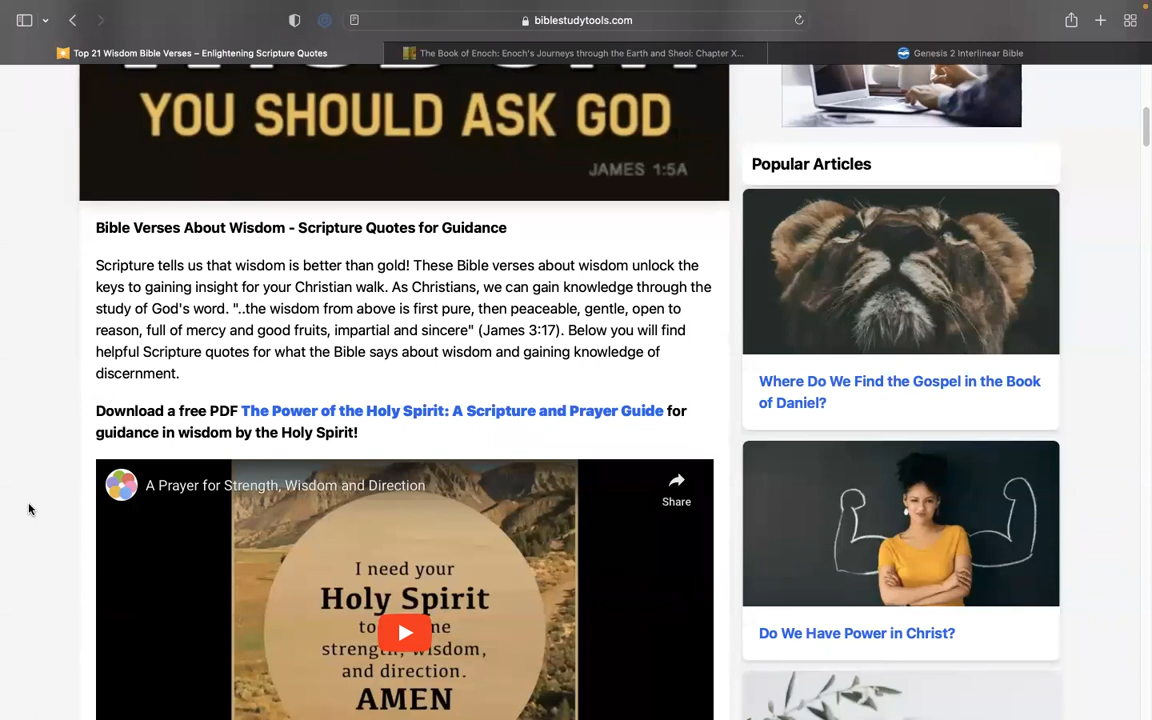 biblestudytools.com
Top 21 Wisdom Bible Verses – Enlightening Scripture Quotes
The Book of Enoch: Enoch's Journeys through the Earth and Sheol: Chapter X...
Genesis 2 Interlinear Bible
YOU SHOULD ASK GOD
JAMES 1:5A
Bible Verses About Wisdom - Scripture Quotes for Guidance
Scripture tells us that wisdom is better than gold! These Bible verses about wisdom unlock the
keys to gaining insight for your Christian walk. As Christians, we can gain knowledge through the
study of God's word. "..the wisdom from above is first pure, then peaceable, gentle, open to
reason, full of mercy and good fruits, impartial and sincere" (James 3:17). Below you will find
helpful Scripture quotes for what the Bible says about wisdom and gaining knowledge of
discernment.
Download a free PDF The Power of the Holy Spirit: A Scripture and Prayer Guide for
guidance in wisdom by the Holy Spirit!
A Prayer for Strength, Wisdom and Direction
Share
I need your
Holy Spirit
strength, wisdom,
and direction.
AMEN
Popular Articles
Where Do We Find the Gospel in the Book
of Daniel?
Do We Have Power in Christ?